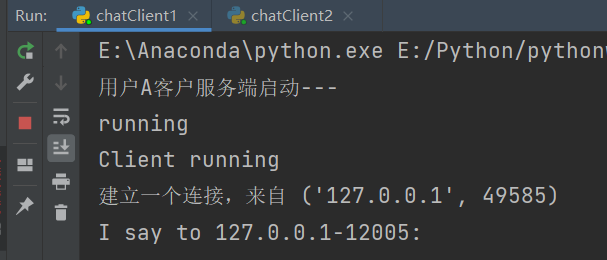 Run: chatClient1 × chatClient2 ×
E:\Anaconda\python.exe E:/Python/python
用户A客户服务端启动---
running
Client running
建立一个连接，来自 ('127.0.0.1', 49585)
I say to 127.0.0.1-12005: